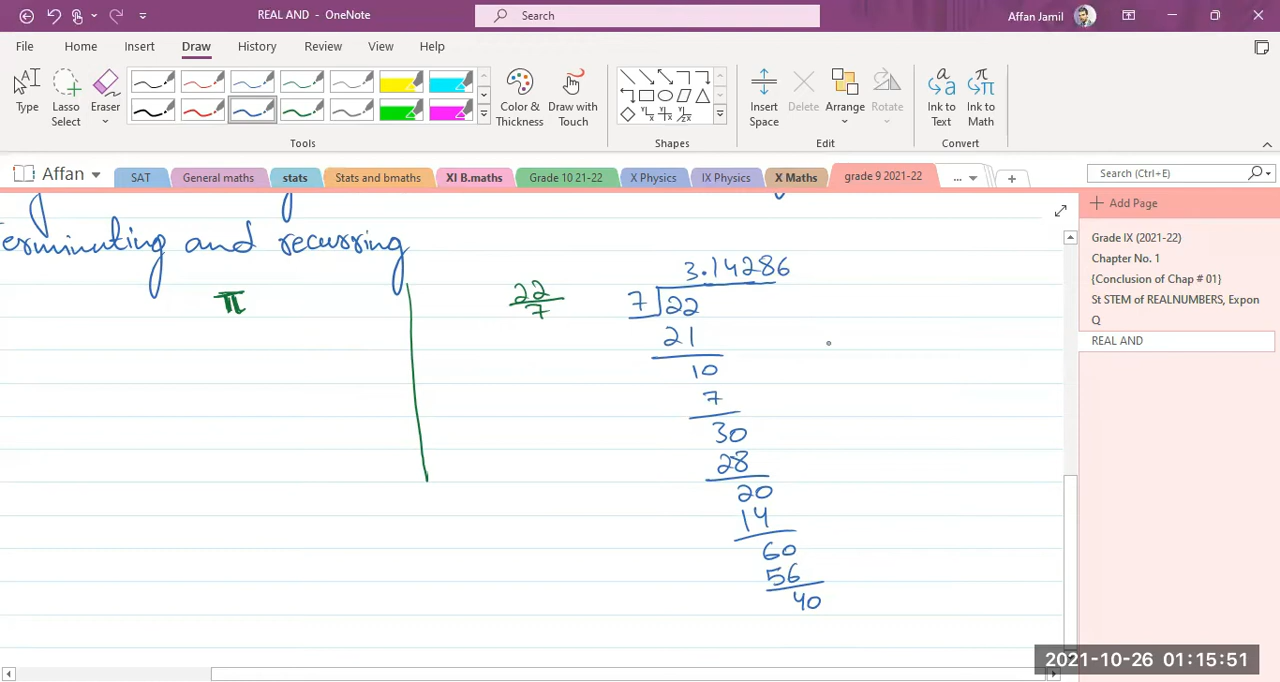 REAL AND - OneNote
Search
Affan Jamil
File Home Insert Draw History Review View Help
Type
Lasso Select
Eraser
Color & Thickness
Draw with Touch
Insert Space
Delete
Arrange
Rotate
Ink to Text
Ink to Math
Tools
Shapes
Edit
Convert
Affan
SAT
General maths
stats
Stats and bmaths
XI B.maths
Grade 10 21-22
X Physics
IX Physics
X Maths
grade 9 2021-22
...
Search (Ctrl+E)
Add Page
Grade IX (2021-22)
Chapter No. 1
{Conclusion of Chap # 01}
St STEM of REALNUMBERS, Expon
Q
REAL AND
erminuting and recurring
π
22
7
3.14286
7 22
21
10
7
30
28
20
14
60
56
40
2021-10-26 01:15:51